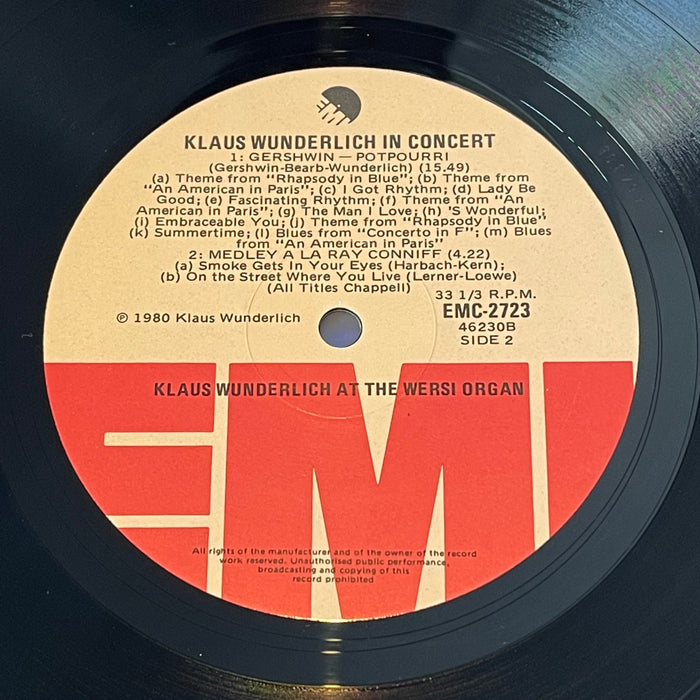 EMI
KLAUS WUNDERLICH IN CONCERT
1: GERSHWIN — POTPOURRI
(Gershwin-Bearb-Wunderlich) (15.49)
(a) Theme from "Rhapsody in Blue"; (b) Theme from
"An American in Paris"; (c) I Got Rhythm; (d) Lady Be
Good; (e) Fascinating Rhythm; (f) Theme from "An
American in Paris"; (g) The Man I Love; (h) 'S Wonderful;
(i) Embraceable You; (j) Theme from "Rhapsody in Blue";
(k) Summertime; (l) Blues from "Concerto in F"; (m) Blues
from "An American in Paris"
2: MEDLEY A LA RAY CONNIFF (4.22)
(a) Smoke Gets In Your Eyes (Harbach-Kern);
(b) On the Street Where You Live (Lerner-Loewe)
(All Titles Chappell)
33 1/3 R.P.M.
EMC-2723
46230B
SIDE 2
℗ 1980 Klaus Wunderlich
KLAUS WUNDERLICH AT THE WERSI ORGAN
EMI
All rights of the manufacturer and of the owner of the record
work reserved. Unauthorised public performance,
broadcasting and copying of this
record prohibited